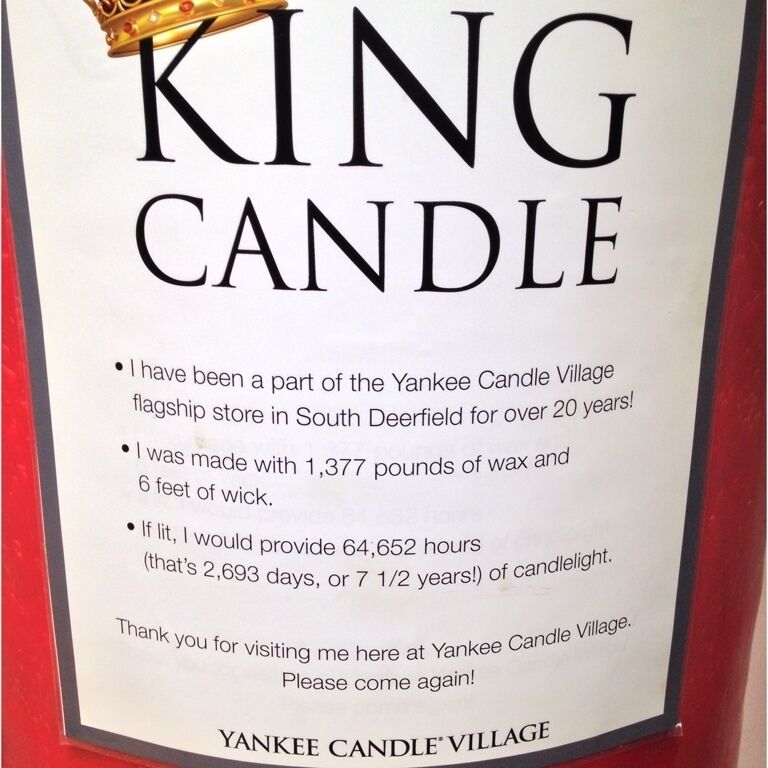 KING
CANDLE
• I have been a part of the Yankee Candle Village
flagship store in South Deerfield for over 20 years!
• I was made with 1,377 pounds of wax and
6 feet of wick.
• If lit, I would provide 64,652 hours
(that's 2,693 days, or 7 1/2 years!) of candlelight.
Thank you for visiting me here at Yankee Candle Village.
Please come again!
YANKEE CANDLE® VILLAGE